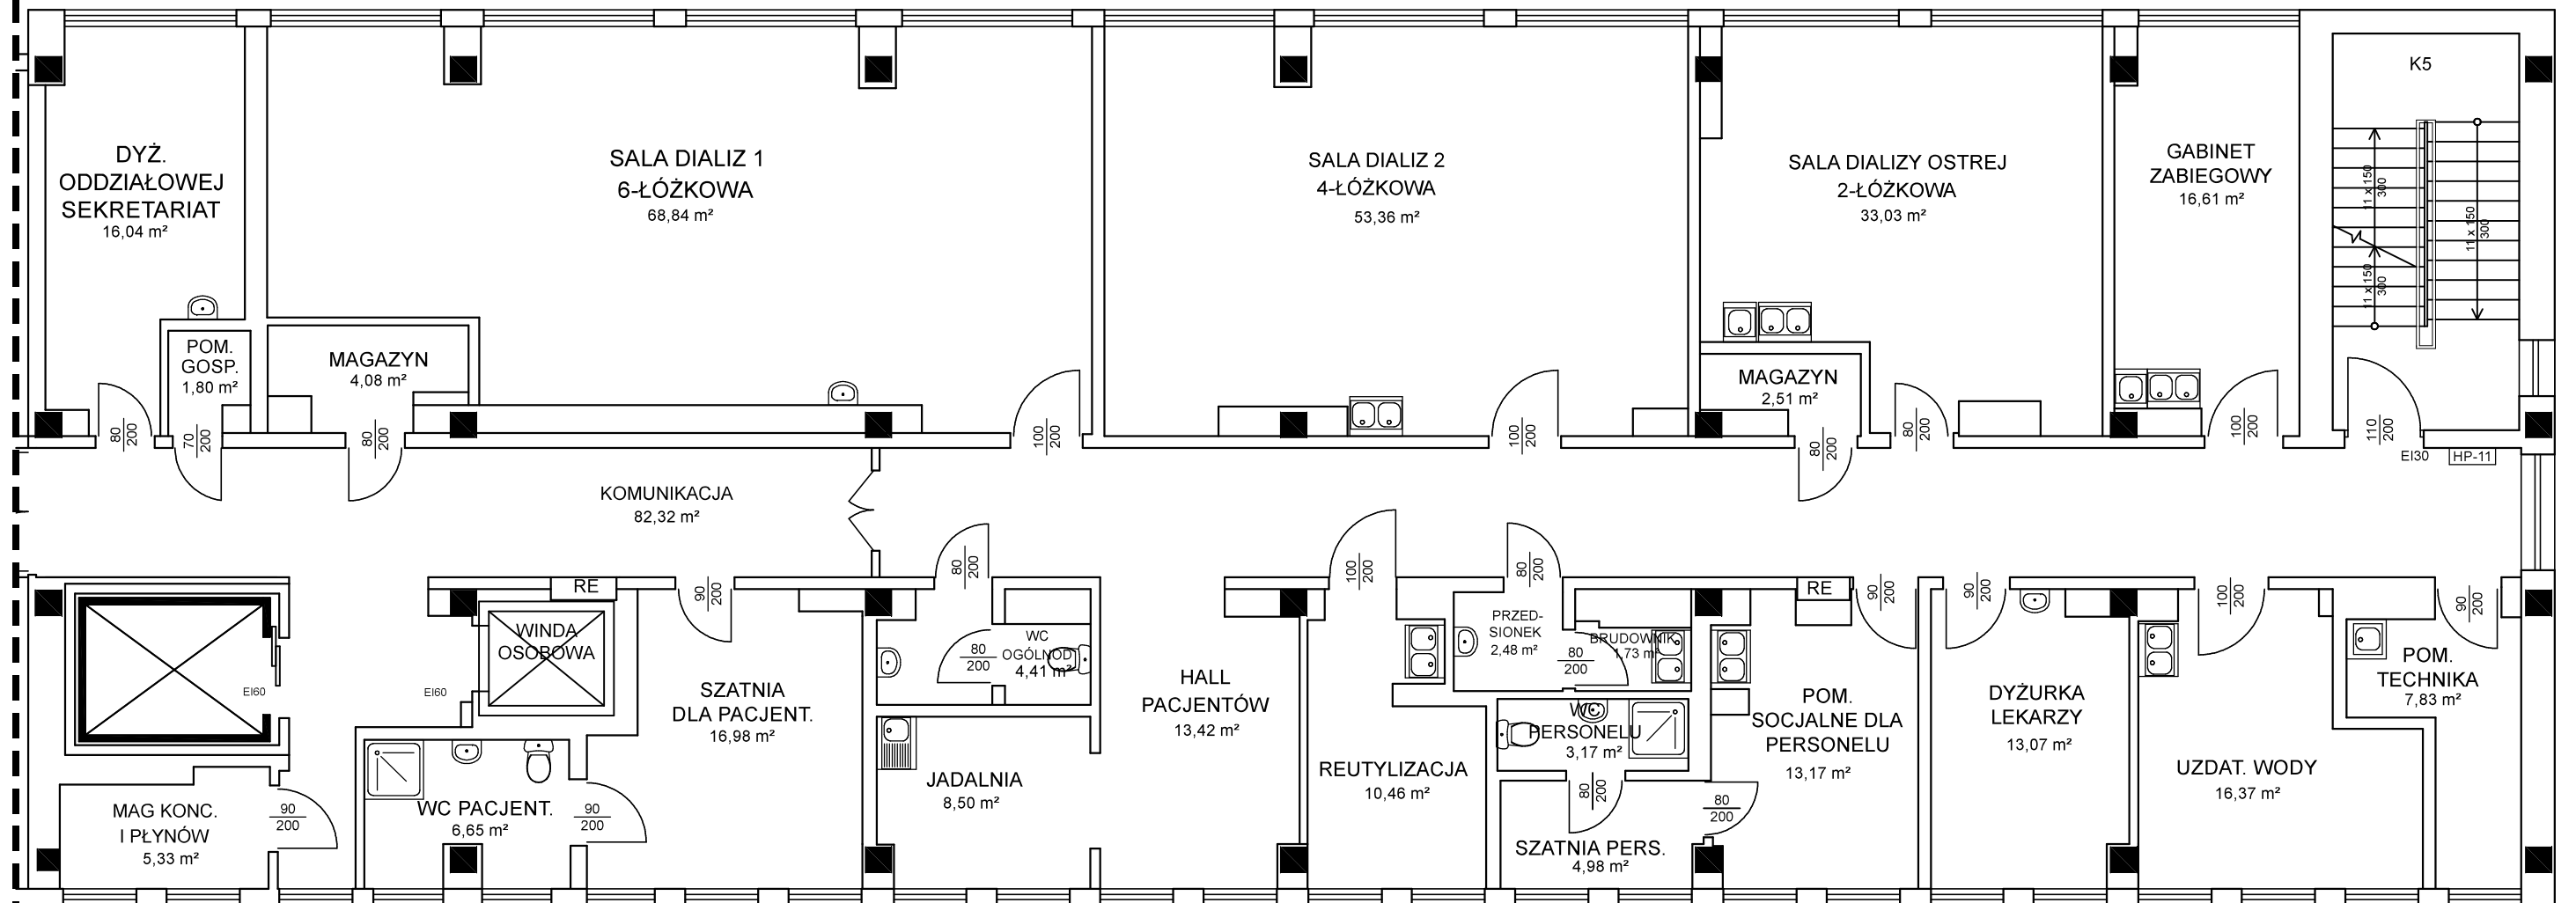 K5
DYŻ.
ODDZIAŁOWEJ
SEKRETARIAT
16,04 m²
SALA DIALIZ 1
6-ŁÓŻKOWA
68,84 m²
SALA DIALIZ 2
4-ŁÓŻKOWA
53,36 m²
SALA DIALIZY OSTREJ
2-ŁÓŻKOWA
33,03 m²
GABINET
ZABIEGOWY
16,61 m²
11 x 150
300
11 x 150
300
11 x 150
300
POM.
GOSP.
1,80 m²
MAGAZYN
4,08 m²
MAGAZYN
2,51 m²
80
200
70
200
80
200
100
200
100
200
80
200
80
200
100
200
110
200
EI30
HP-11
KOMUNIKACJA
82,32 m²
90
200
80
200
100
200
80
200
90
200
90
200
100
200
90
200
RE
RE
EI60
EI60
WINDA
OSOBOWA
SZATNIA
DLA PACJENT.
16,98 m²
80
200
WC
OGÓLNOD
4,41 m²
HALL
PACJENTÓW
13,42 m²
PRZED-
SIONEK
2,48 m²
80
200
BRUDOWNIK
1,73 m²
WC
PERSONELU
3,17 m²
POM.
SOCJALNE DLA
PERSONELU
13,17 m²
DYŻURKA
LEKARZY
13,07 m²
POM.
TECHNIKA
7,83 m²
MAG KONC.
I PŁYNÓW
5,33 m²
90
200
WC PACJENT.
6,65 m²
90
200
JADALNIA
8,50 m²
REUTYLIZACJA
10,46 m²
80
200
80
200
SZATNIA PERS.
4,98 m²
UZDAT. WODY
16,37 m²